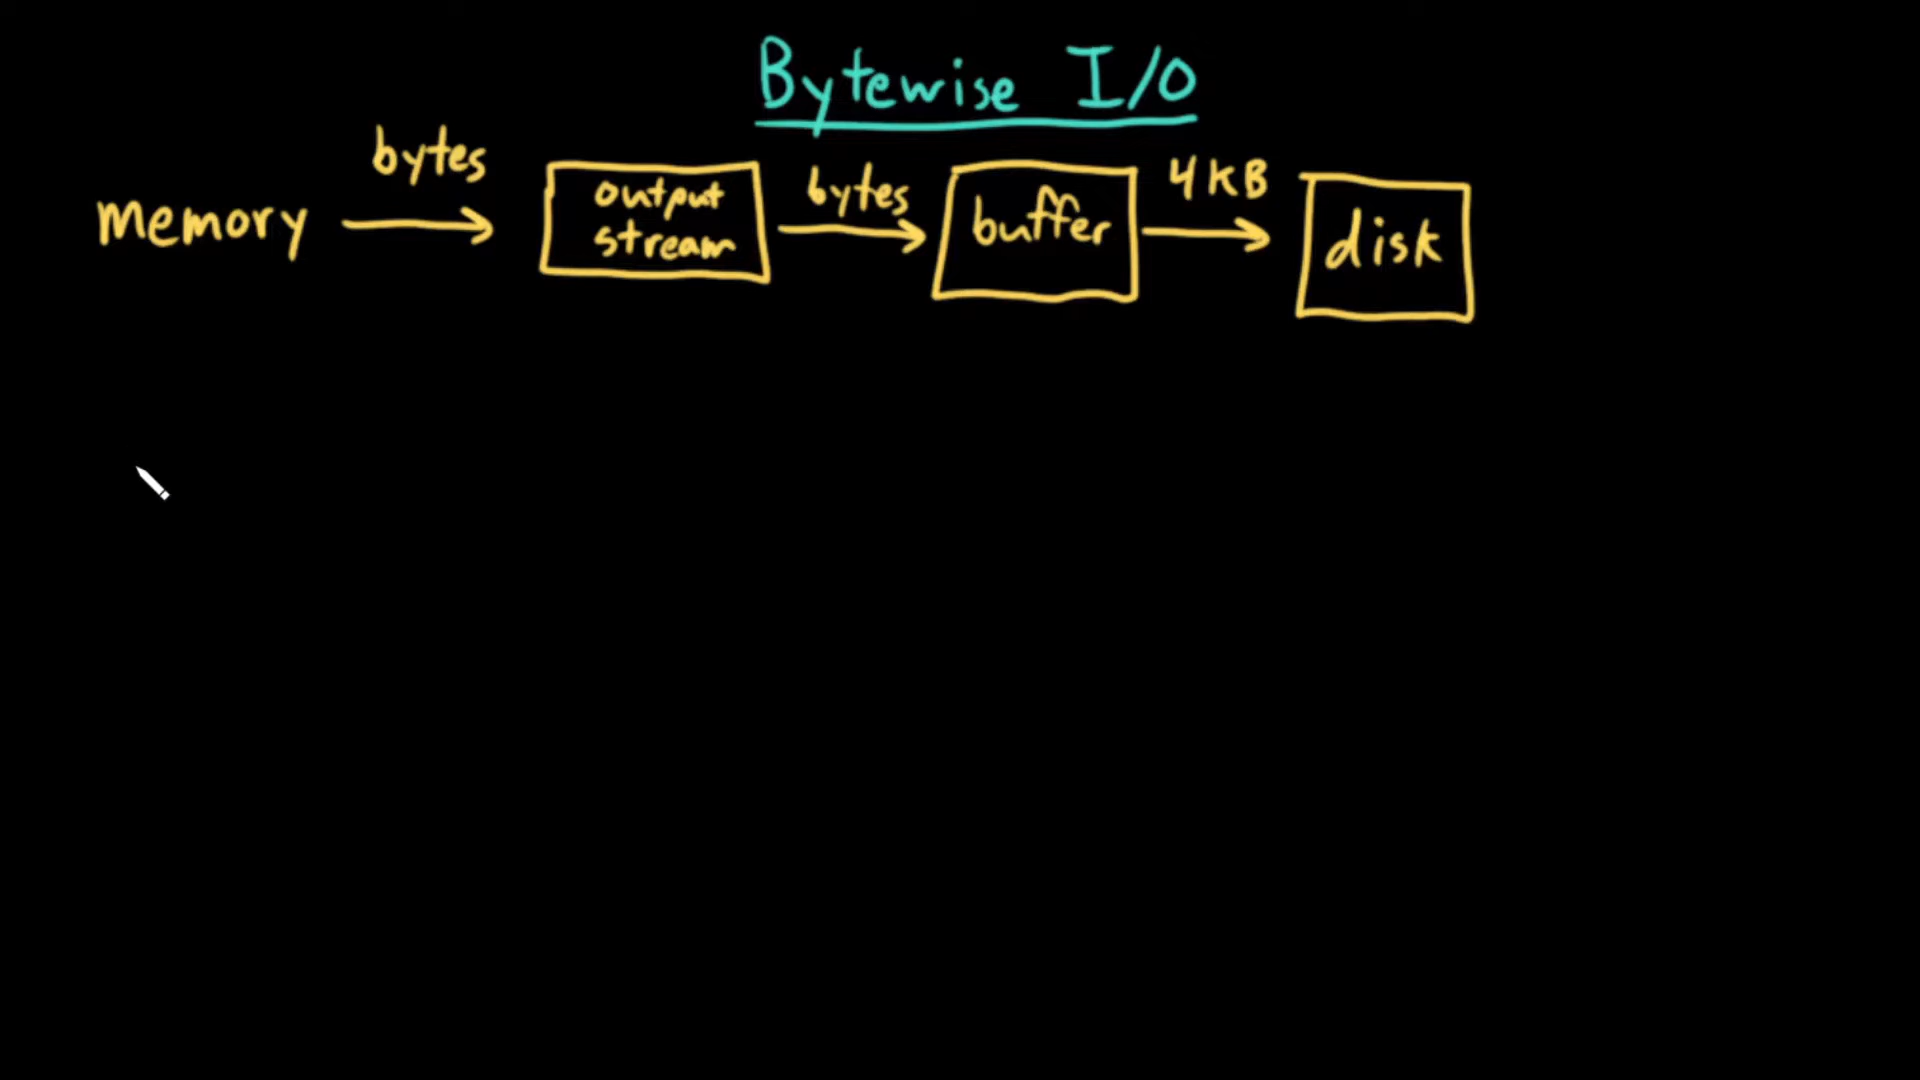 Bytewise I/O
memory
bytes
output
stream
bytes
buffer
4KB
disk